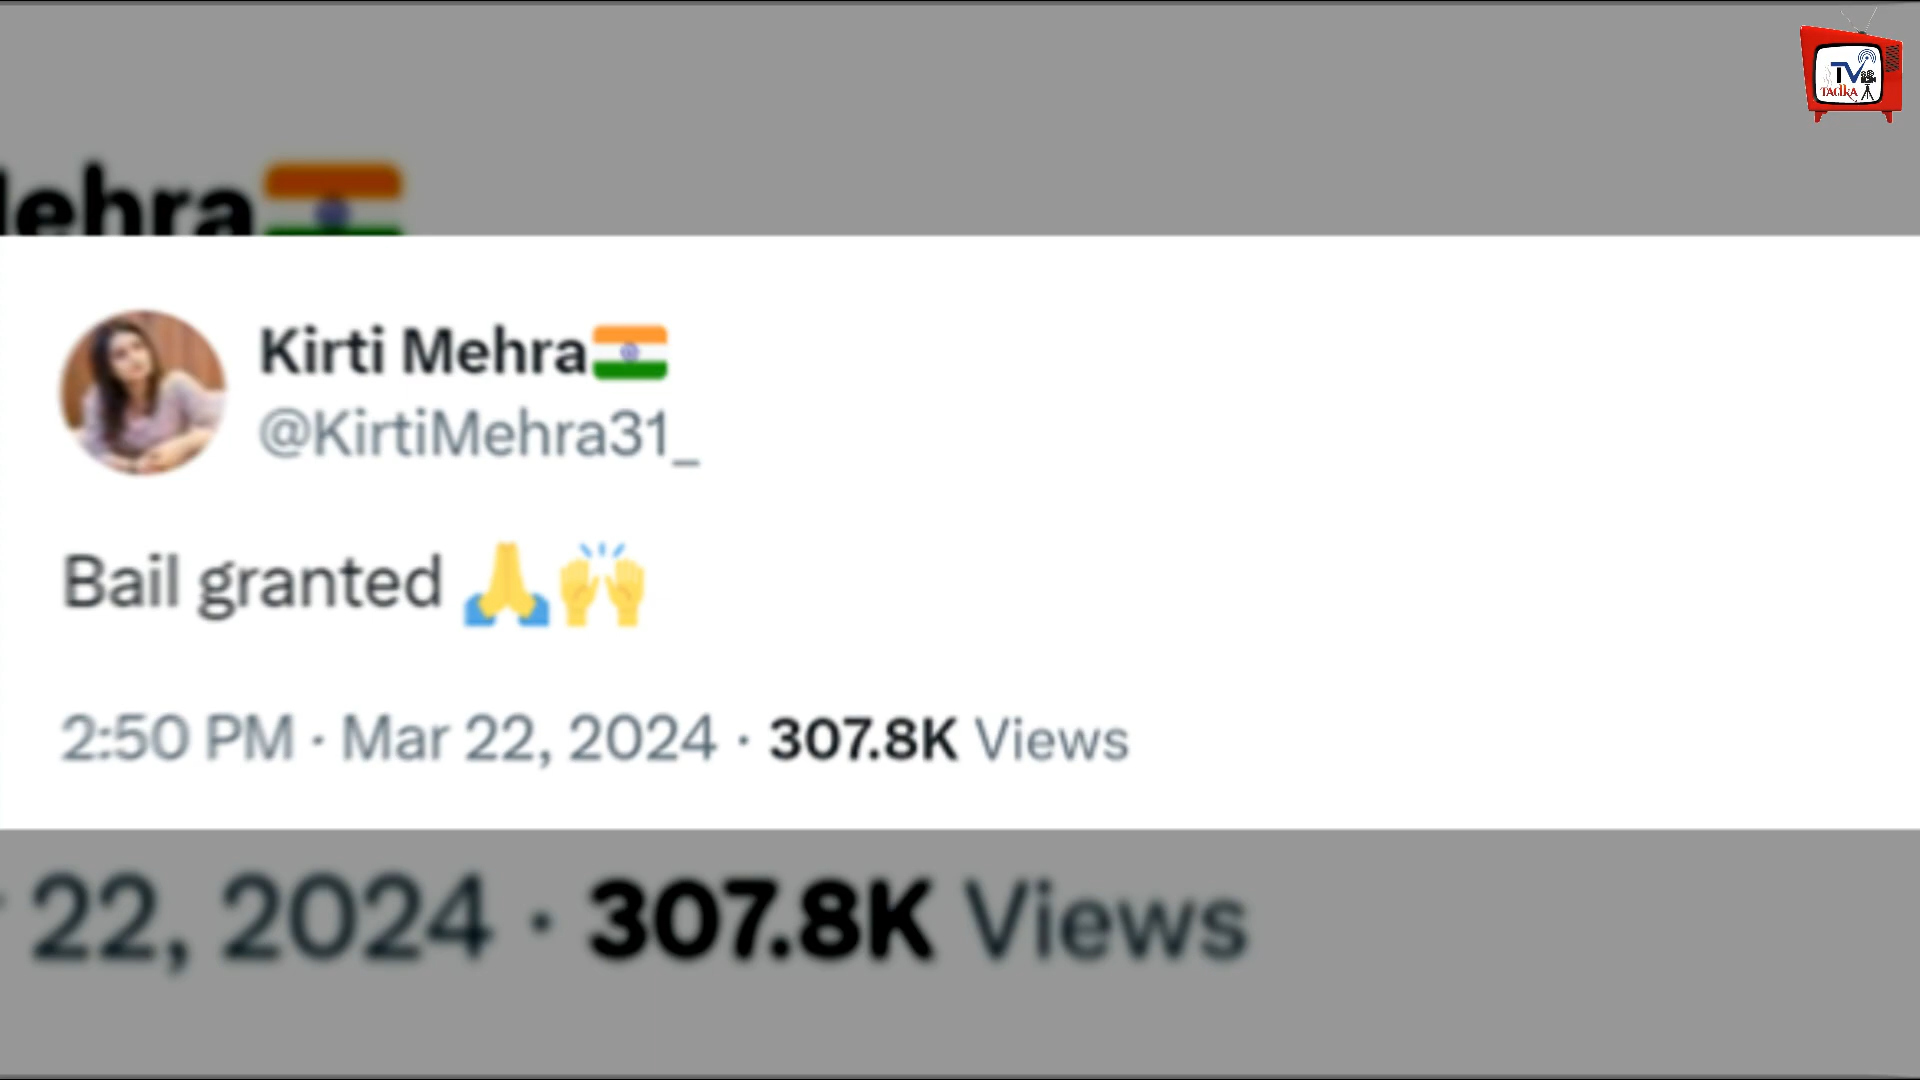 TV
TADKA
ehra🇮🇳
Kirti Mehra🇮🇳
@KirtiMehra31_
Bail granted 🙏🙌
2:50 PM · Mar 22, 2024 · 307.8K Views
22, 2024 · 307.8K Views